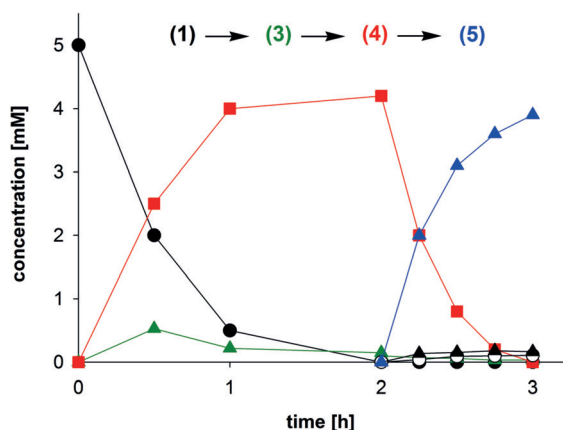 (1) → (3) → (4) → (5)
5
4
3
2
1
0
concentration [mM]
0 1 2 3
time [h]